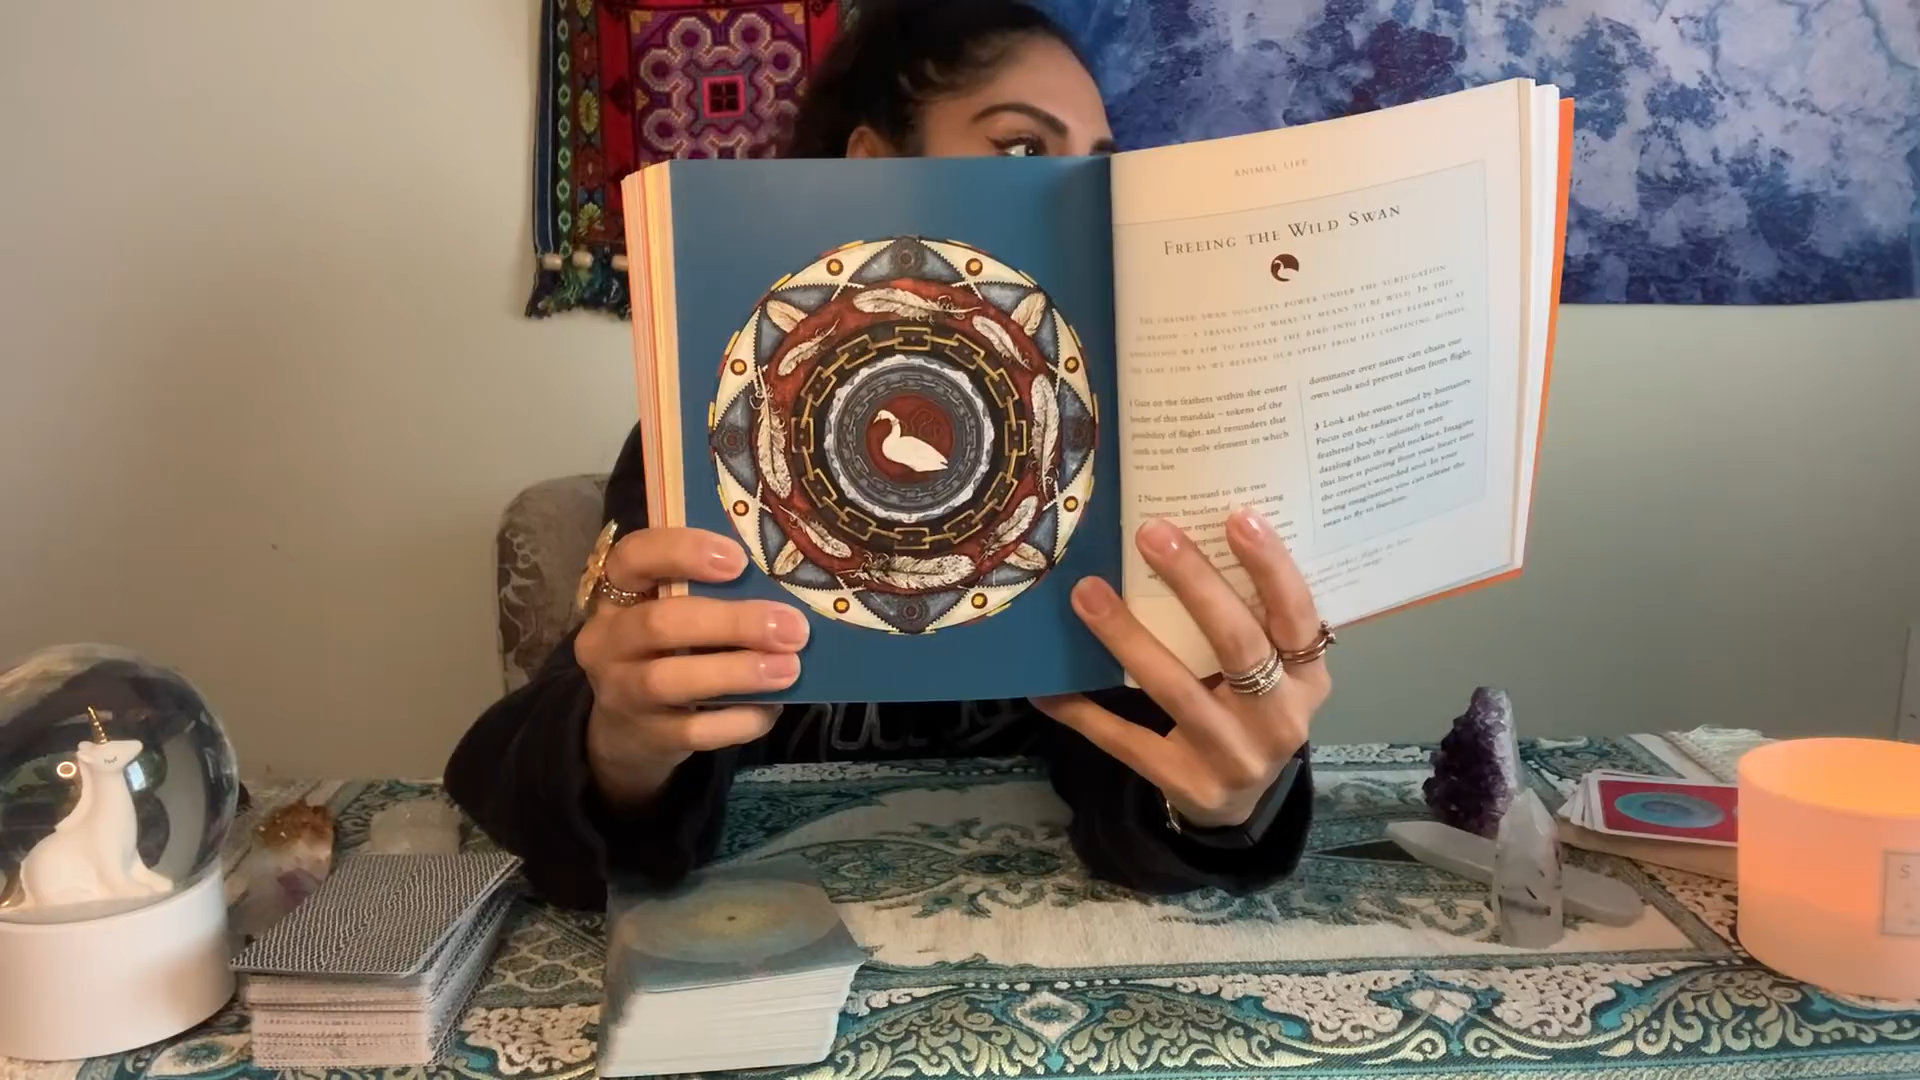 ANIMAL LIFE
FREEING THE WILD SWAN
THE CHAINED SWAN SUGGESTS POWER UNDER THE SUBJUGATION
– A TRAVESTY OF WHAT IT MEANS TO BE WILD. IN THIS
WE AIM TO RELEASE THE BIRD INTO ITS TRUE ELEMENT, AT
THE SAME TIME AS WE RELEASE OUR SPIRIT FROM ITS CONFINING BONDS.
1 Gaze on the feathers within the outer
border of this mandala – tokens of the
possibility of flight, and reminders that
earth is not the only element in which
we can live.
2 Now move inward to the two
concentric bracelets of
dominance over nature can chain our
own souls and prevent them from flight.
3 Look at the swan, tamed by humanity.
Focus on the radiance of its white-
feathered body – infinitely more
dazzling than the gold necklace. Imagine
that love is pouring from your heart into
the creature's wounded soul. In your
loving imagination you can release the
swan to fly to freedom.